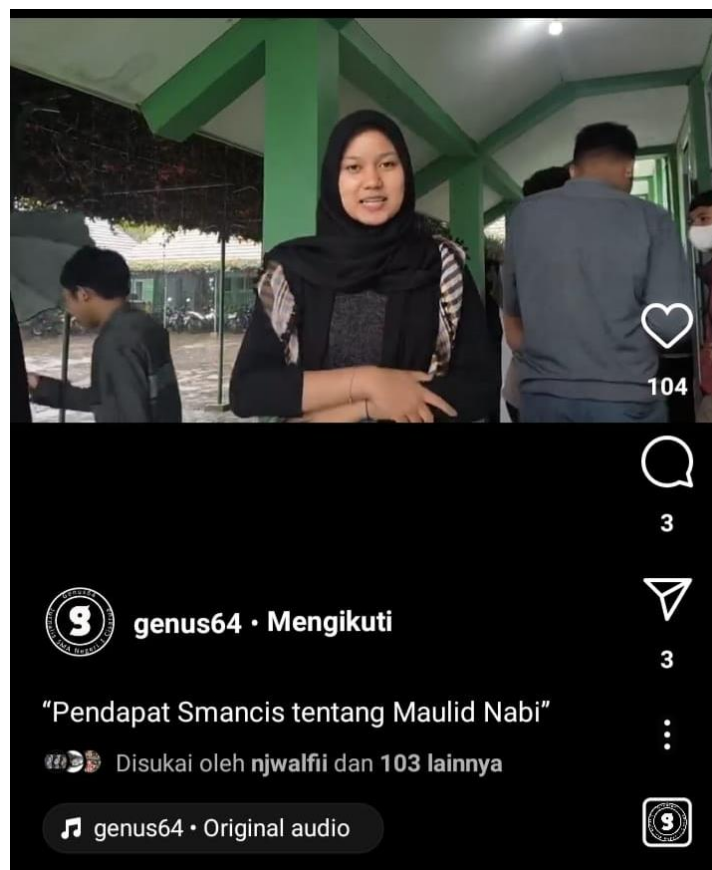 104
3
genus64 • Mengikuti
3
“Pendapat Smancis tentang Maulid Nabi”
Disukai oleh njwalfii dan 103 lainnya
genus64 • Original audio